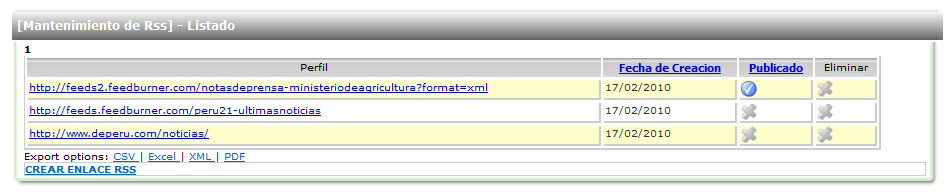 [Mantenimiento de Rss] - Listado
1
Perfil Fecha de Creacion Publicado Eliminar
http://feeds2.feedburner.com/notasdeprensa-ministeriodeagricultura?format=xml 17/02/2010
http://feeds.feedburner.com/peru21-ultimasnoticias 17/02/2010
http://www.deperu.com/noticias/ 17/02/2010
Export options: CSV | Excel | XML | PDF
CREAR ENLACE RSS